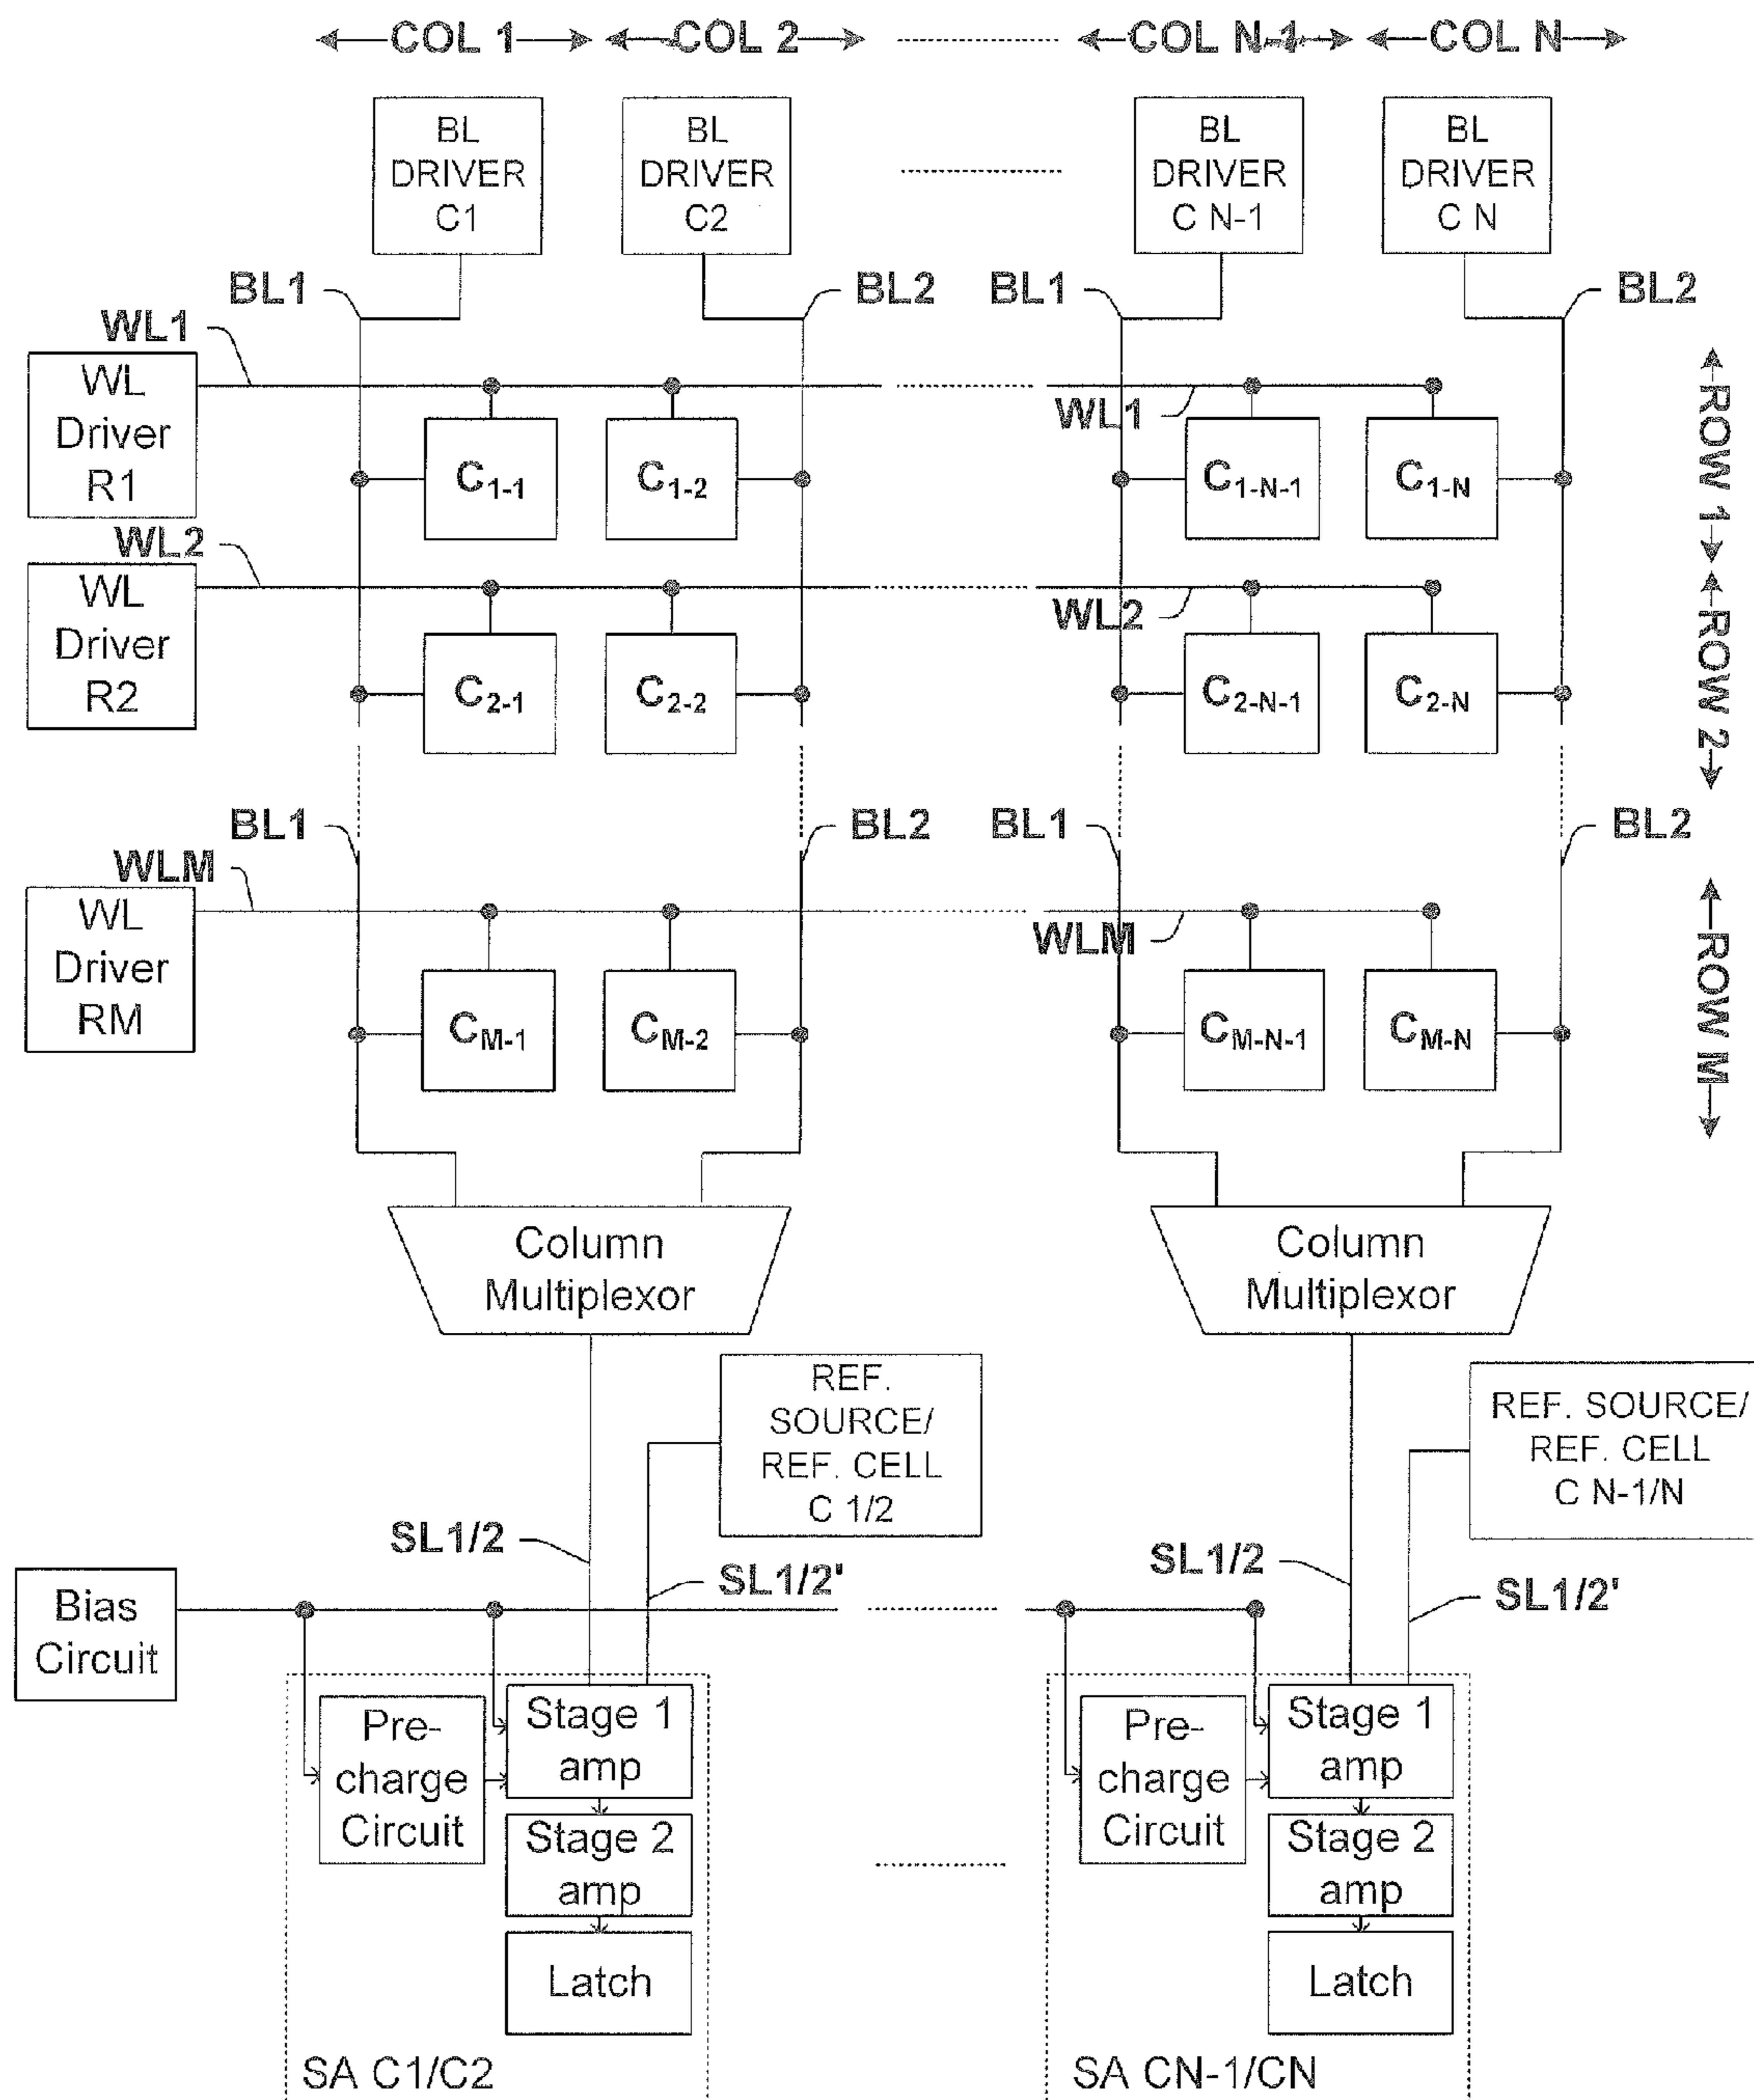 COL 1
COL 2
COL N-1
COL N
BL
DRIVER
C1
BL
DRIVER
C2
BL
DRIVER
C N-1
BL
DRIVER
C N
BL1
BL2
BL1
BL2
WL1
WL
Driver
R1
WL1
C1-1
C1-2
C1-N-1
C1-N
ROW 1
WL2
WL
Driver
R2
WL2
C2-1
C2-2
C2-N-1
C2-N
ROW 2
BL1
BL2
BL1
BL2
WLM
WL
Driver
RM
WLM
CM-1
CM-2
CM-N-1
CM-N
ROW M
Column
Multiplexor
Column
Multiplexor
REF.
SOURCE/
REF. CELL
C 1/2
REF. SOURCE/
REF. CELL
C N-1/N
SL1/2
SL1/2'
SL1/2
SL1/2'
Bias
Circuit
Pre-
charge
Circuit
Stage 1
amp
Stage 2
amp
Latch
SA C1/C2
Pre-
charge
Circuit
Stage 1
amp
Stage 2
amp
Latch
SA CN-1/CN